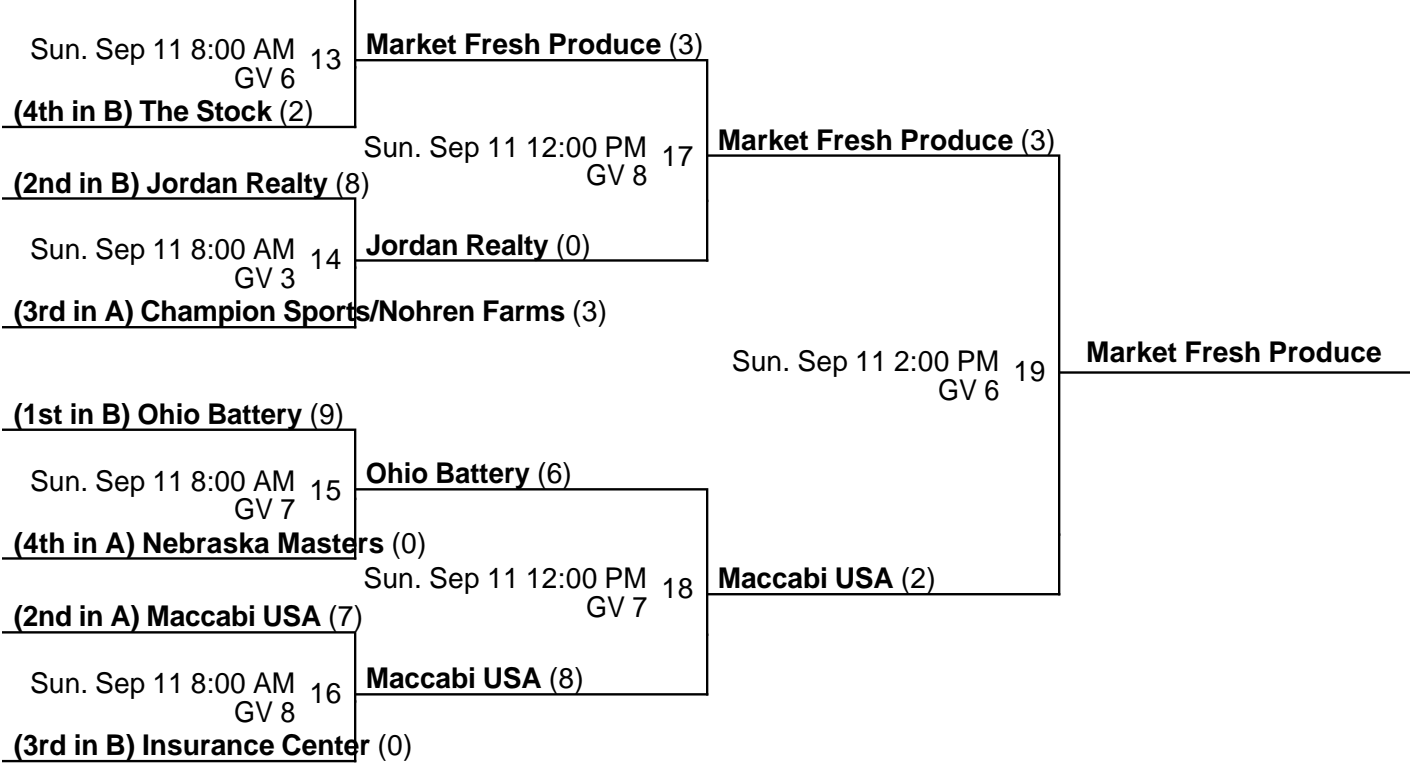 Sun. Sep 11 8:00 AM 13
GV 6
Market Fresh Produce (3)
(4th in B) The Stock (2)
Sun. Sep 11 12:00 PM 17
GV 8
Market Fresh Produce (3)
(2nd in B) Jordan Realty (8)
Sun. Sep 11 8:00 AM 14
GV 3
Jordan Realty (0)
(3rd in A) Champion Sports/Nohren Farms (3)
Sun. Sep 11 2:00 PM 19
GV 6
Market Fresh Produce
(1st in B) Ohio Battery (9)
Sun. Sep 11 8:00 AM 15
GV 7
Ohio Battery (6)
(4th in A) Nebraska Masters (0)
Sun. Sep 11 12:00 PM 18
GV 7
Maccabi USA (2)
(2nd in A) Maccabi USA (7)
Sun. Sep 11 8:00 AM 16
GV 8
Maccabi USA (8)
(3rd in B) Insurance Center (0)